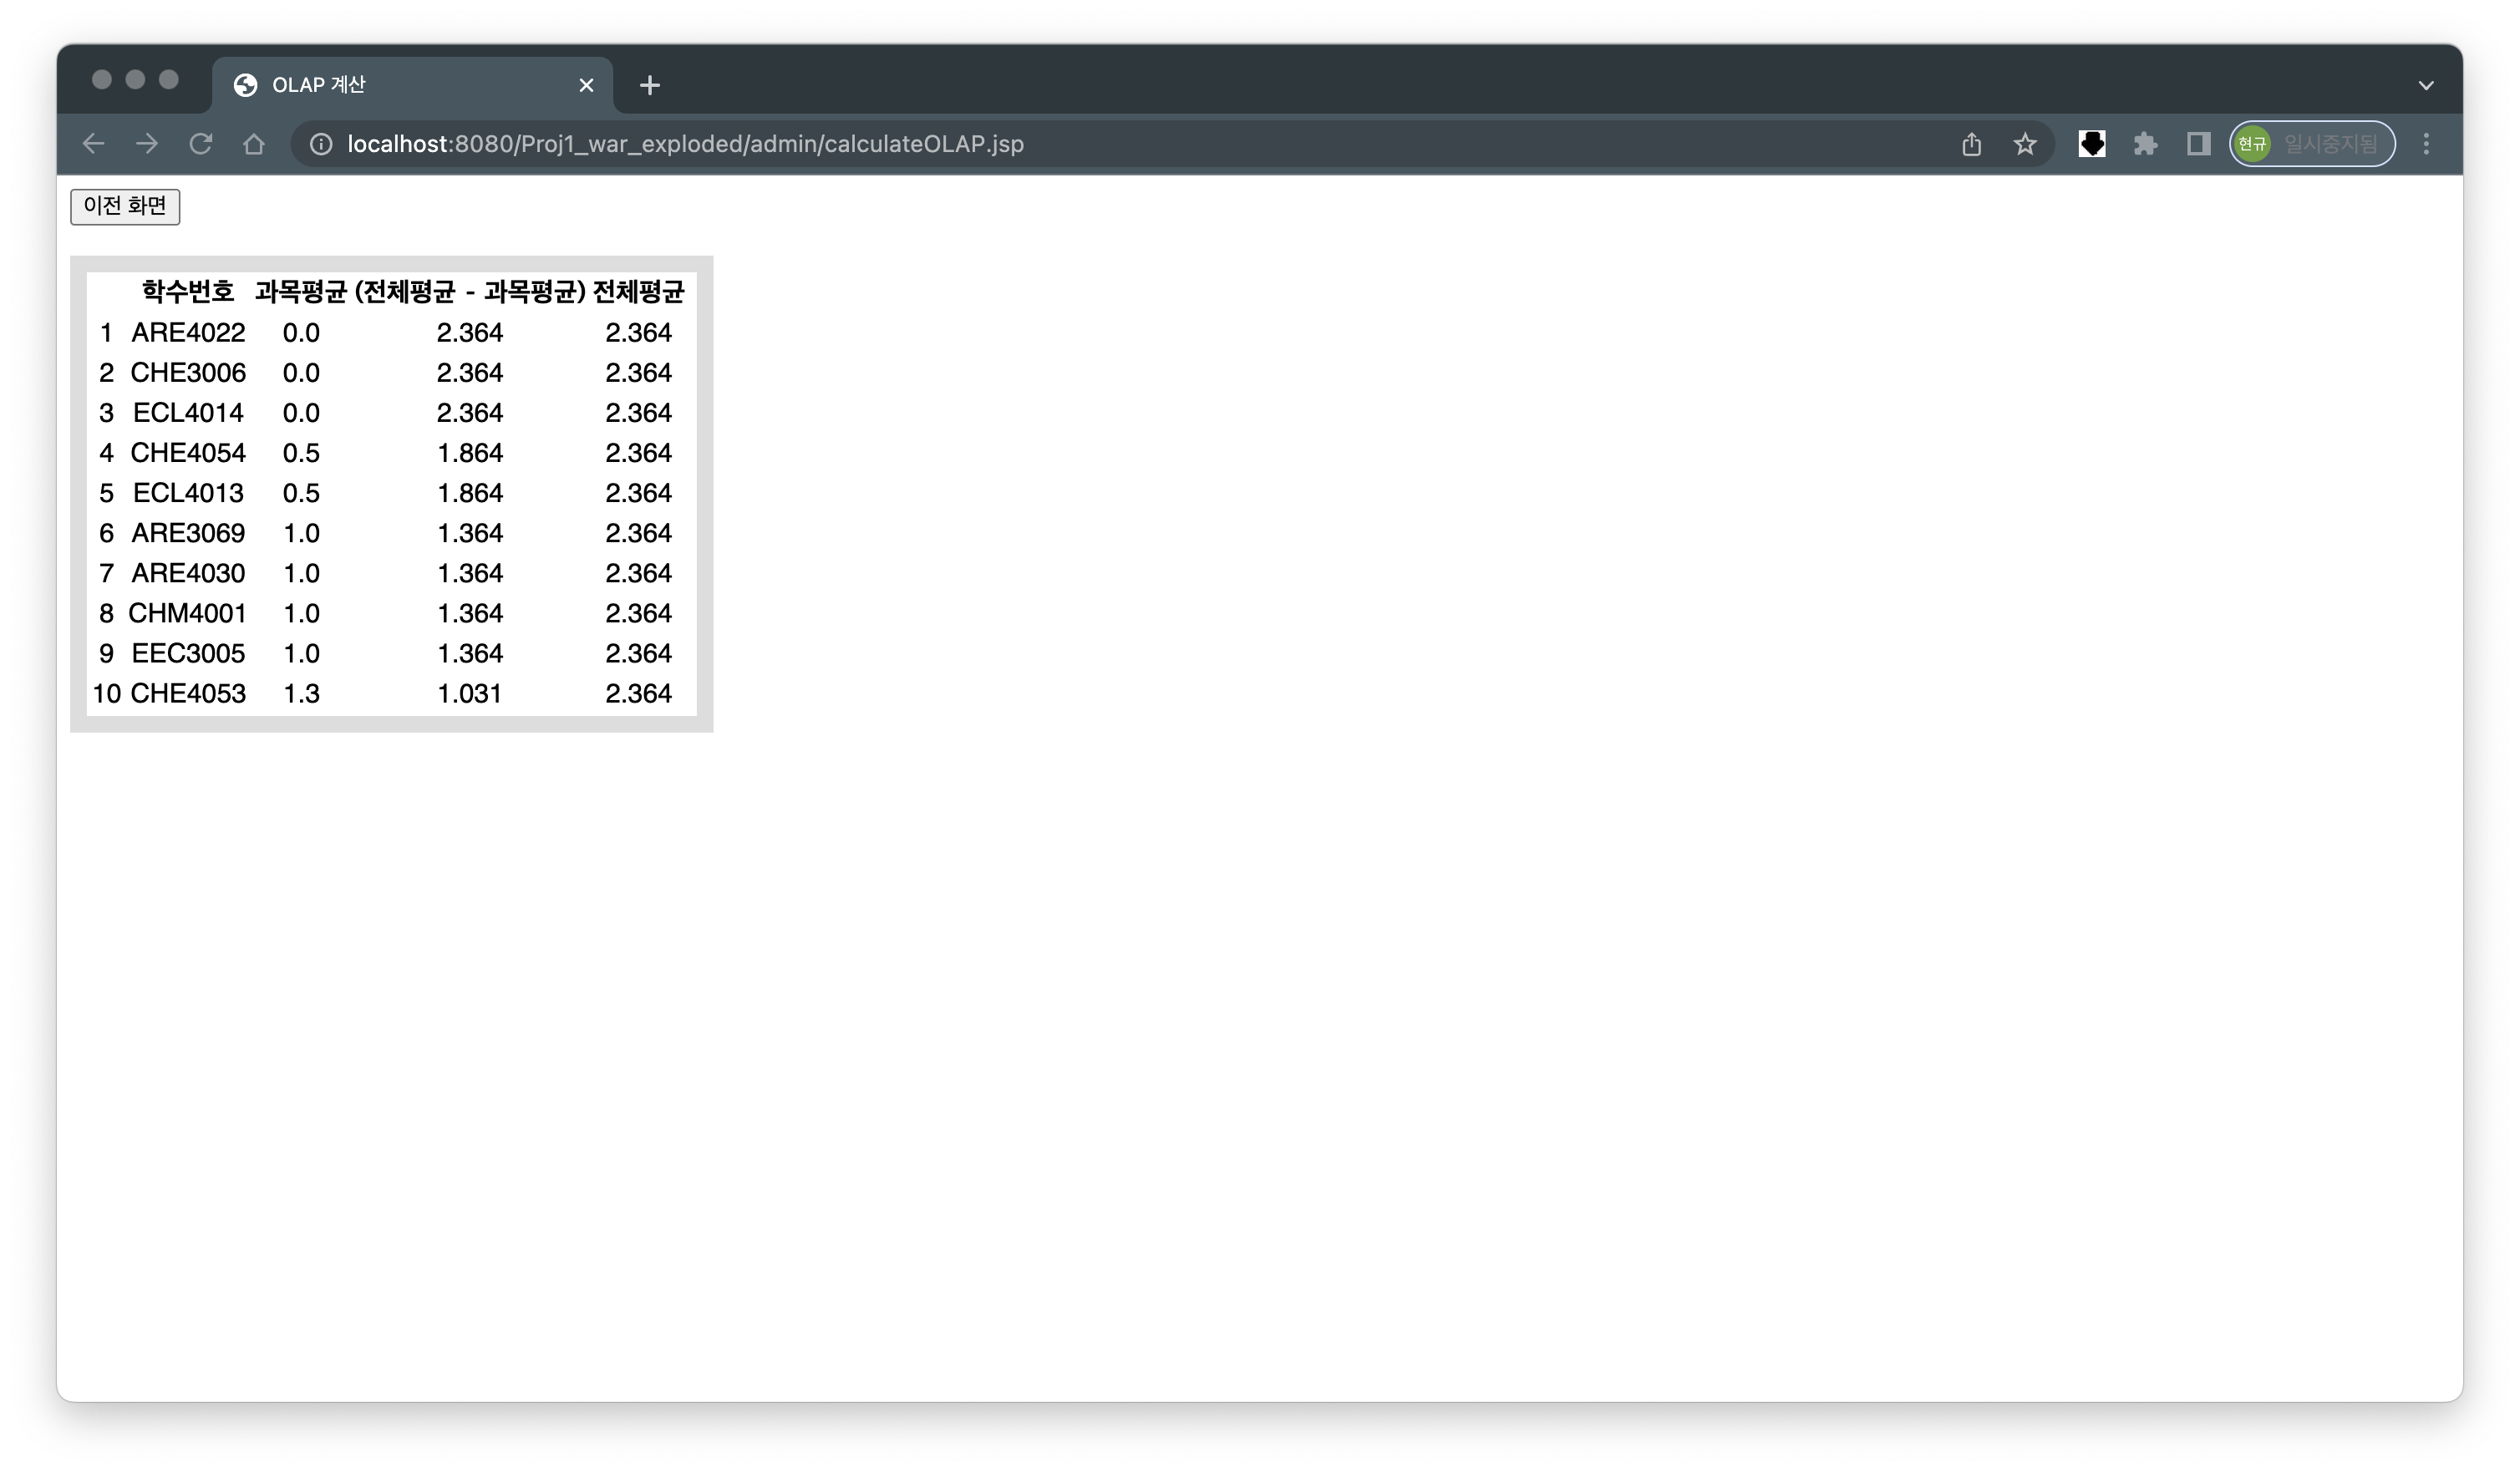 OLAP 계산
localhost:8080/Proj1_war_exploded/admin/calculateOLAP.jsp
현규 일시중지됨
이전 화면
학수번호 과목평균 (전체평균 - 과목평균) 전체평균
1 ARE4022 0.0 2.364 2.364
2 CHE3006 0.0 2.364 2.364
3 ECL4014 0.0 2.364 2.364
4 CHE4054 0.5 1.864 2.364
5 ECL4013 0.5 1.864 2.364
6 ARE3069 1.0 1.364 2.364
7 ARE4030 1.0 1.364 2.364
8 CHM4001 1.0 1.364 2.364
9 EEC3005 1.0 1.364 2.364
10 CHE4053 1.3 1.031 2.364